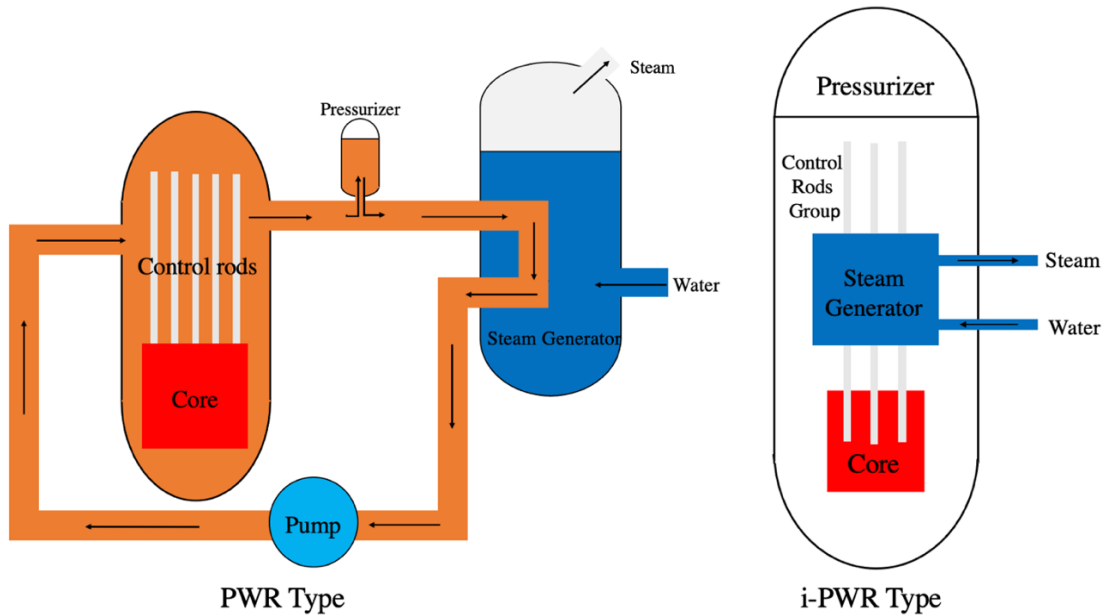 Steam
Pressurizer
Control rods
Water
Steam Generator
Core
Pump
PWR Type
Pressurizer
Control
Rods
Group
Steam
Generator
Steam
Water
Core
i-PWR Type